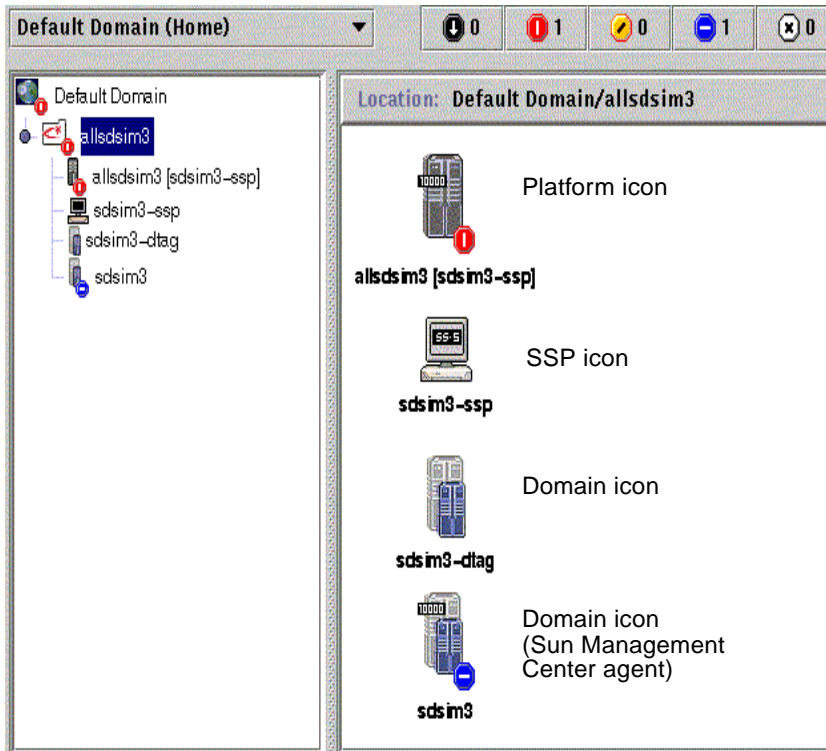 Default Domain (Home)
0
1
0
1
0
Default Domain
allsdsim3
allsdsim3 [sdsim3-ssp]
sdsim3-ssp
sdsim3-dtag
sdsim3
Location: Default Domain/allsdsim3
10000
Platform icon
allsdsim3 [sdsim3-ssp]
SS-5
SSP icon
sdsim3-ssp
Domain icon
sdsim3-dtag
10000
Domain icon
(Sun Management
Center agent)
sdsim3